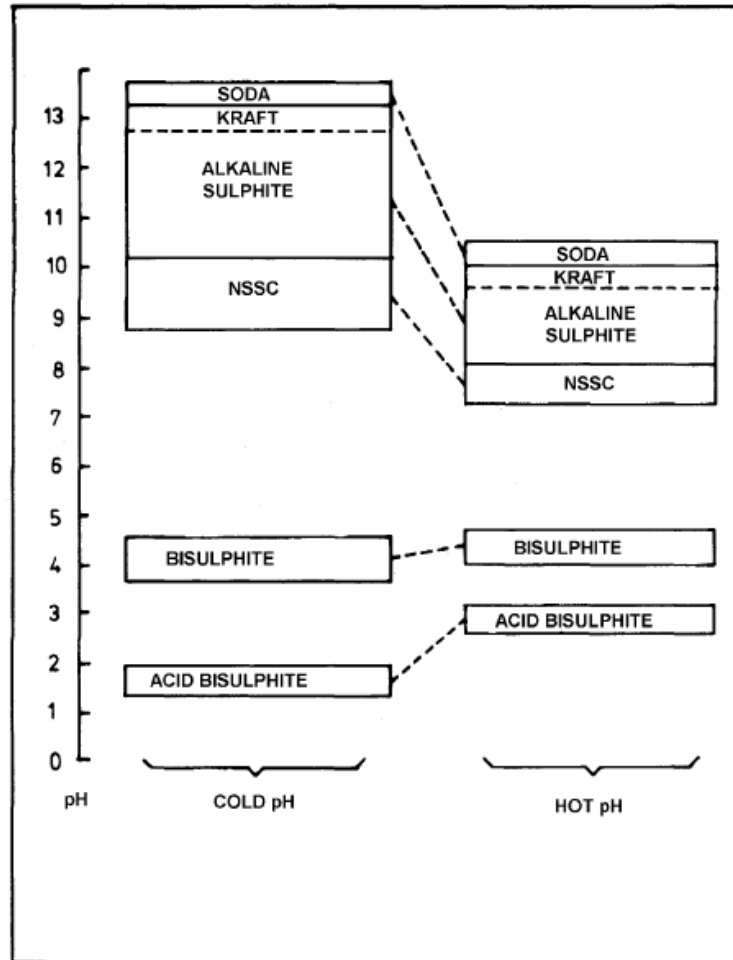 13
12
11
10
9
8
7
6
5
4
3
2
1
0
pH
SODA
KRAFT
ALKALINE
SULPHITE
NSSC
BISULPHITE
ACID BISULPHITE
COLD pH
SODA
KRAFT
ALKALINE
SULPHITE
NSSC
BISULPHITE
ACID BISULPHITE
HOT pH